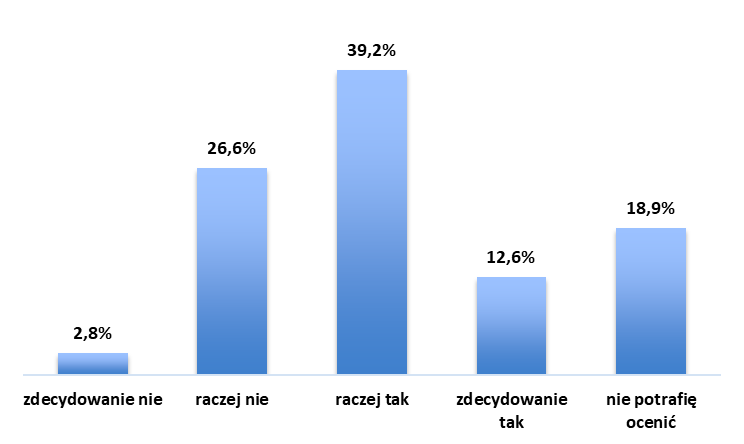 39,2%
26,6%
18,9%
12,6%
2,8%
zdecydowanie nie
raczej nie
raczej tak
zdecydowanie
tak
nie potrafię
ocenić